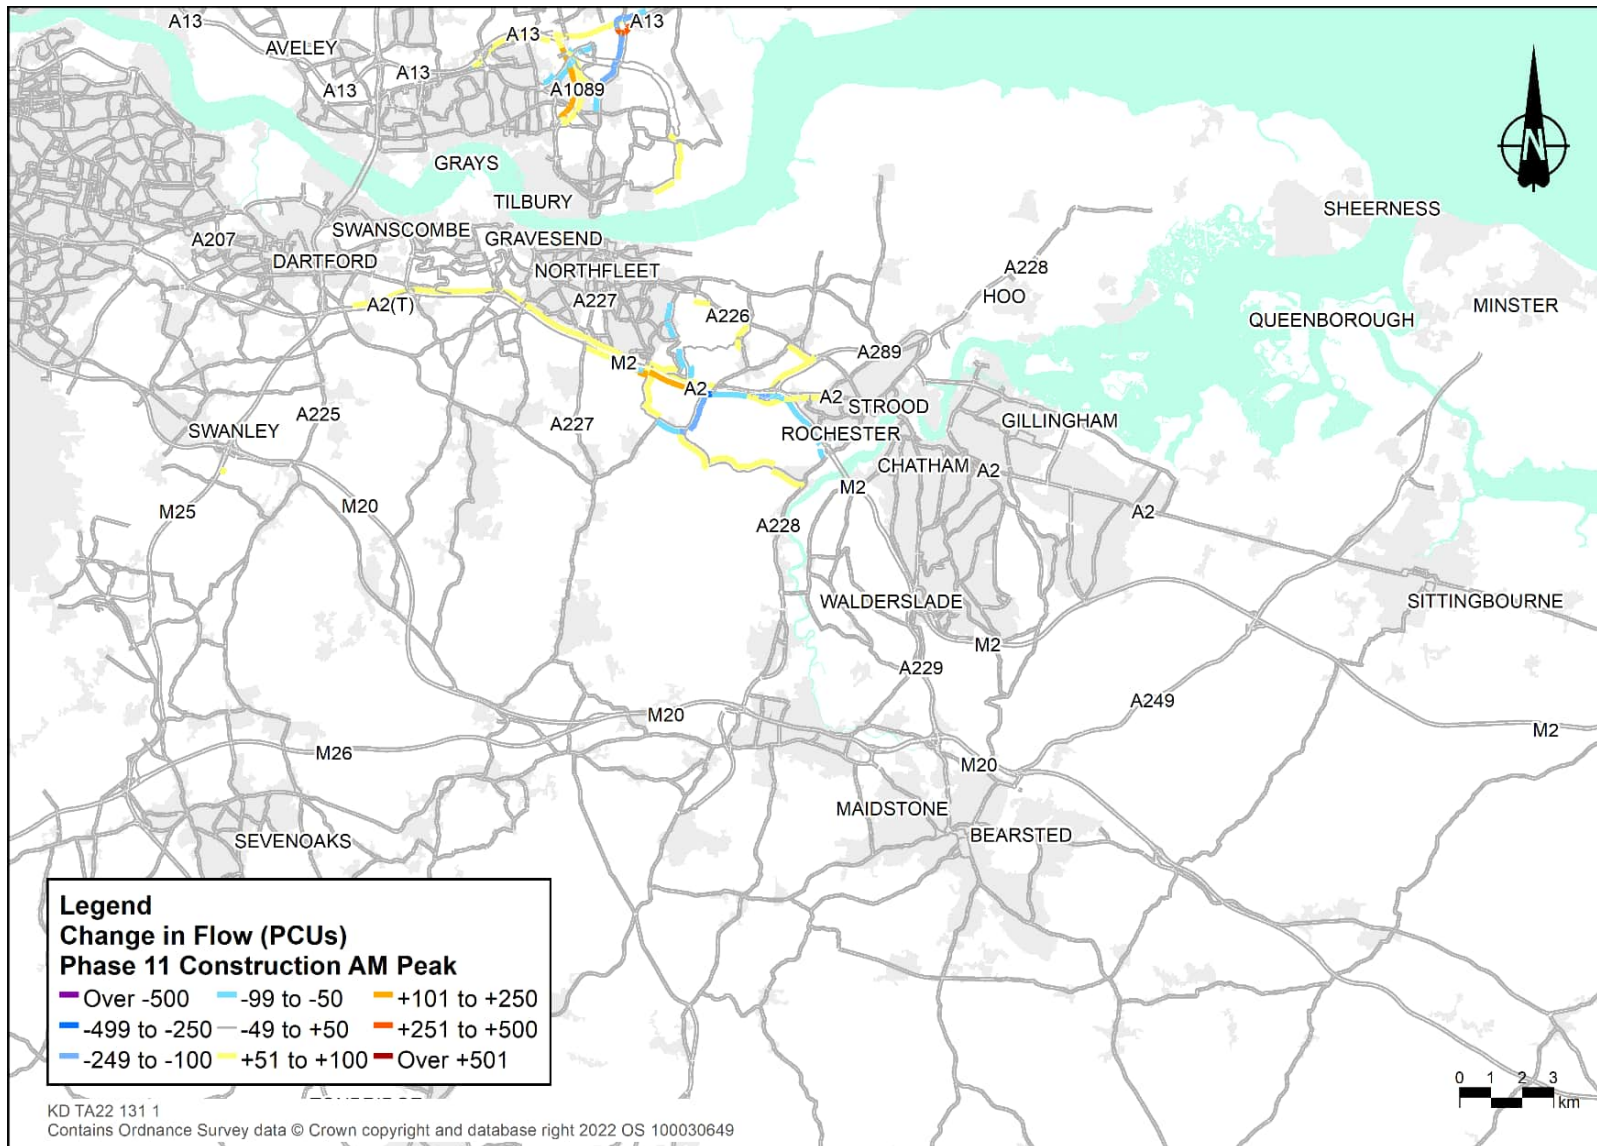 A13
A13
A13
AVELEY
A13
A13
A1089
GRAYS
TILBURY
SHEERNESS
SWANSCOMBE
A207
GRAVESEND
DARTFORD
NORTHFLEET
A228
HOO
MINSTER
A2(T)
A227
A226
QUEENBOROUGH
A289
M2
A2
A2
STROOD
A225
A227
SWANLEY
ROCHESTER
GILLINGHAM
CHATHAM
A2
M2
M20
M25
A228
A2
WALDERSLADE
SITTINGBOURNE
M2
A229
A249
M20
M2
M26
M20
MAIDSTONE
BEARSTED
SEVENOAKS
N
Legend
Change in Flow (PCUs)
Phase 11 Construction AM Peak
Over -500 -99 to -50 +101 to +250
-499 to -250 -49 to +50 +251 to +500
-249 to -100 +51 to +100 Over +501
0 1 2 3
km
KD TA22 131 1
Contains Ordnance Survey data © Crown copyright and database right 2022 OS 100030649